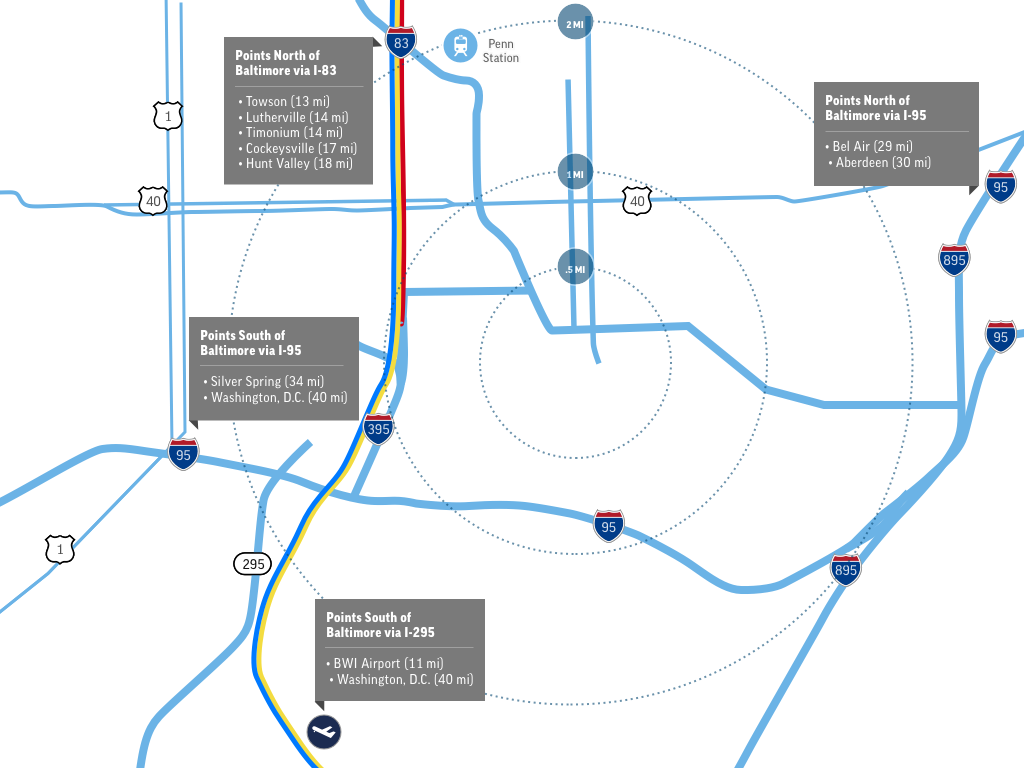 2 MI
83
Penn
Station
Points North of
Baltimore via I-83
• Towson (13 mi)
• Lutherville (14 mi)
• Timonium (14 mi)
• Cockeysville (17 mi)
• Hunt Valley (18 mi)
Points North of
Baltimore via I-95
• Bel Air (29 mi)
• Aberdeen (30 mi)
1
1 MI
95
40
40
895
.5 MI
Points South of
Baltimore via I-95
• Silver Spring (34 mi)
• Washington, D.C. (40 mi)
95
395
95
95
1
295
895
Points South of
Baltimore via I-295
• BWI Airport (11 mi)
• Washington, D.C. (40 mi)